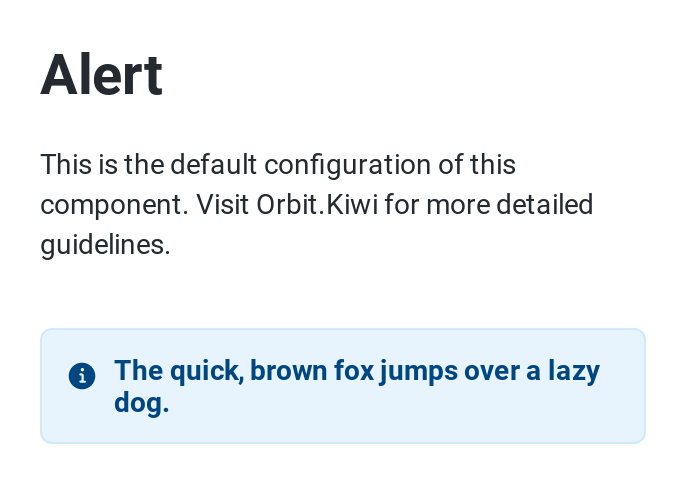 Alert
This is the default configuration of this
component. Visit Orbit.Kiwi for more detailed
guidelines.
The quick, brown fox jumps over a lazy
dog.